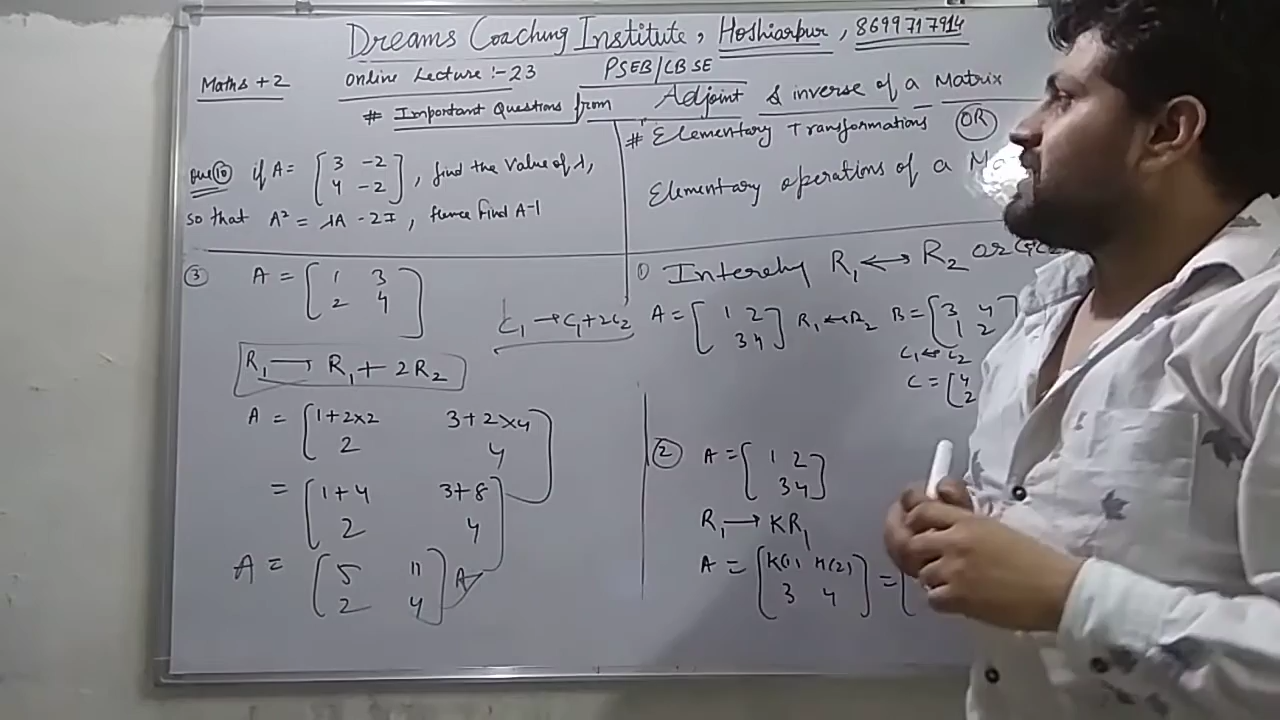 Dreams Coaching Institute, Hoshiarpur, 8699717914
Maths +2 Online Lecture :- 23 PSEB/CBSE
# Important Questions from Adjoint & inverse of a Matrix
Que 10 if A = [3 -2
4 -2], find the value of λ,
so that A² = λA - 2I, Hence find A-1
# Elementary Transformations OR
Elementary operations of a
③ A = [1 3
2 4]
R₁ → R₁ + 2R₂
C₁ → C₁ + 2C₂
A = [1+2×2 3+2×4
2 4]
= [1+4 3+8
2 4]
A = [5 11
2 4] A
1) R₁ ↔ R₂ or
A = [1 2
3 4] R₁ ↔ R₂ B = [3 4
1 2]
C₁ ↔ C₂
C = [4
2
② A = [1 2
3 4]
R₁ → KR₁
A = [K(1) K(2)
3 4] = [